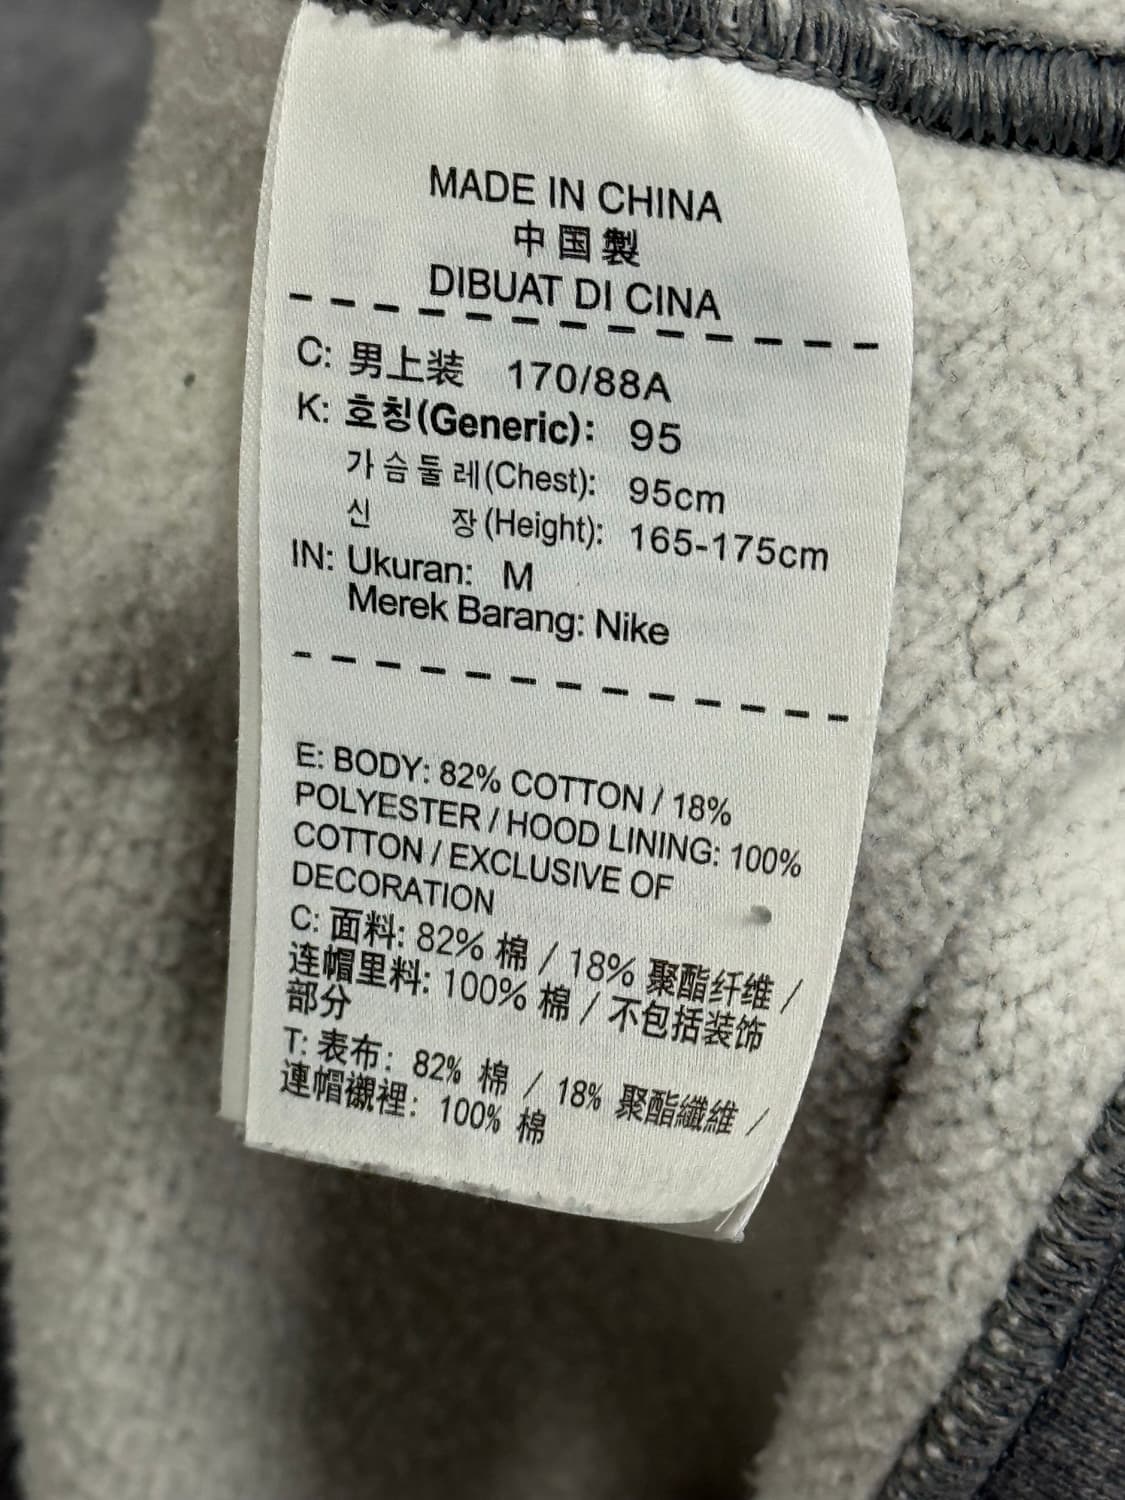 MADE IN CHINA
中国製
DIBUAT DI CINA
C: 男上装 170/88A
K: 호칭(Generic): 95
가슴둘레(Chest): 95cm
신 장(Height): 165-175cm
IN: Ukuran: M
Merek Barang: Nike
E: BODY: 82% COTTON / 18%
POLYESTER / HOOD LINING: 100%
COTTON / EXCLUSIVE OF
DECORATION
C: 面料: 82% 棉 / 18% 聚酯纤维 /
连帽里料: 100% 棉 / 不包括装饰
部分
T: 表布: 82% 棉 / 18% 聚酯纖維 /
連帽襯裡: 100% 棉